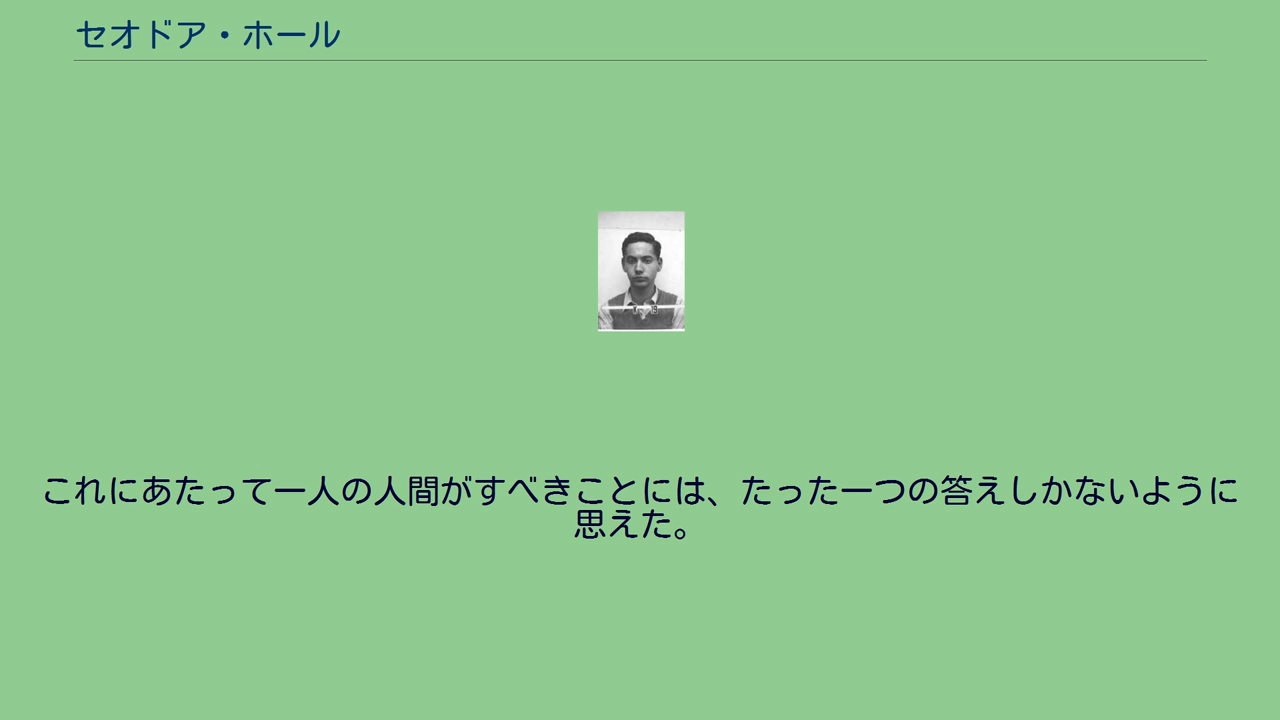 セオドア・ホール
これにあたって一人の人間がすべきことには、たった一つの答えしかないように
思えた。